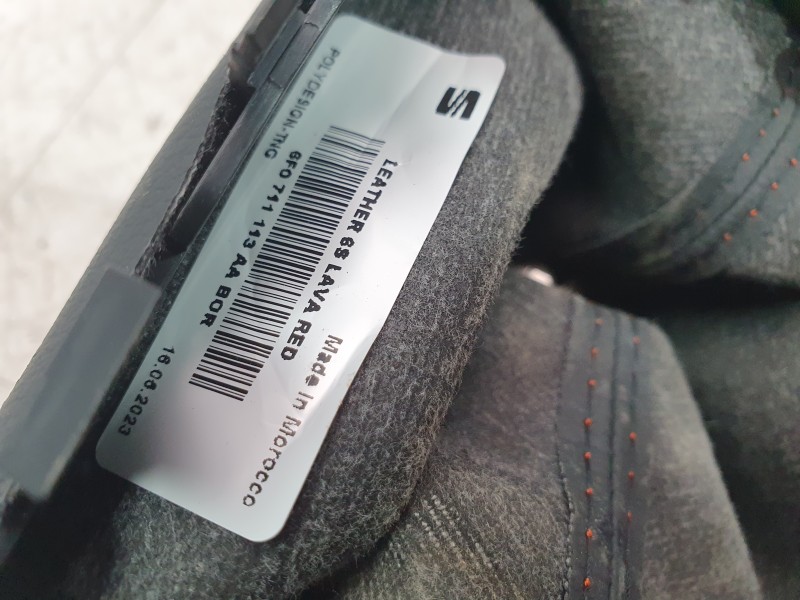 LEATHER 6S LAVA RED
6F0 711 113 AA BOR
POLYDESIGN-TNG
16.06.2023
Made in Morocco